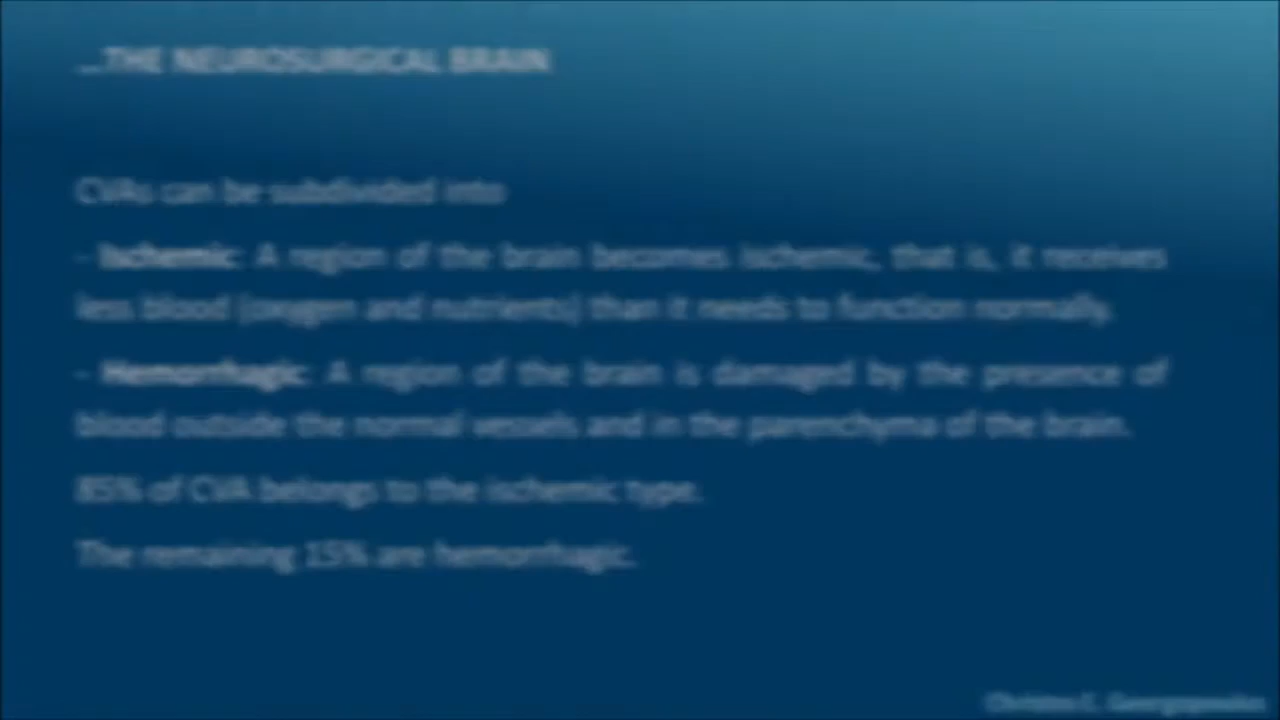 ...THE NEUROSURGICAL BRAIN
CVAs can be subdivided into
- Ischemic: A region of the brain becomes ischemic, that is, it receives
less blood (oxygen and nutrients) than it needs to function normally.
- Hemorrhagic: A region of the brain is damaged by the presence of
blood outside the normal vessels and in the parenchyma of the brain.
85% of CVA belongs to the ischemic type.
The remaining 15% are hemorrhagic.
Christos E. Georgopoulos